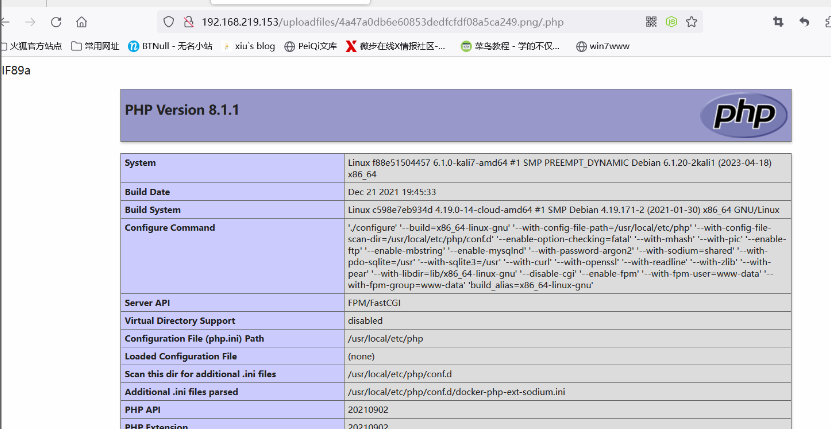 192.168.219.153/uploadfiles/4a47a0db6e60853dedfcfdf08a5ca249.png/.php
火狐官方站点 常用网址 BTNull - 无名小站 xiu`s blog PeiQi文库 微步在线X情报社区-... 菜鸟教程 - 学的不仅... win7www
IF89a
PHP Version 8.1.1
php
System Linux f88e51504457 6.1.0-kali7-amd64 #1 SMP PREEMPT_DYNAMIC Debian 6.1.20-2kali1 (2023-04-18)
x86_64
Build Date Dec 21 2021 19:45:33
Build System Linux c598e7eb934d 4.19.0-14-cloud-amd64 #1 SMP Debian 4.19.171-2 (2021-01-30) x86_64 GNU/Linux
Configure Command './configure' '--build=x86_64-linux-gnu' '--with-config-file-path=/usr/local/etc/php' '--with-config-file-
scan-dir=/usr/local/etc/php/conf.d' '--enable-option-checking=fatal' '--with-mhash' '--with-pic' '--enable-
ftp' '--enable-mbstring' '--enable-mysqlnd' '--with-password-argon2' '--with-sodium=shared' '--with-
pdo-sqlite=/usr' '--with-sqlite3=/usr' '--with-curl' '--with-openssl' '--with-readline' '--with-zlib' '--with-
pear' '--with-libdir=lib/x86_64-linux-gnu' '--disable-cgi' '--enable-fpm' '--with-fpm-user=www-data' '--
with-fpm-group=www-data' 'build_alias=x86_64-linux-gnu'
Server API FPM/FastCGI
Virtual Directory Support disabled
Configuration File (php.ini) Path /usr/local/etc/php
Loaded Configuration File (none)
Scan this dir for additional .ini files /usr/local/etc/php/conf.d
Additional .ini files parsed /usr/local/etc/php/conf.d/docker-php-ext-sodium.ini
PHP API 20210902
PHP Extension 20210902